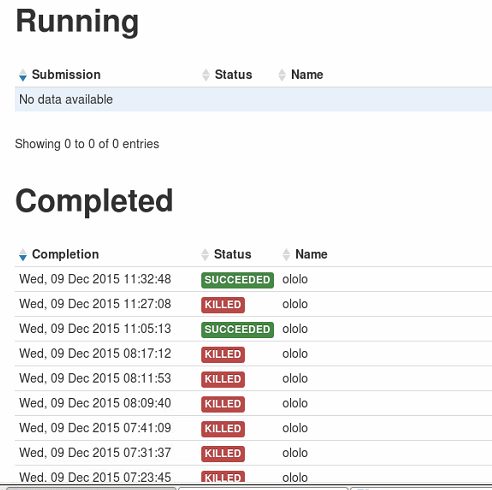 Running
Submission Status Name
No data available
Showing 0 to 0 of 0 entries
Completed
Completion Status Name
Wed, 09 Dec 2015 11:32:48 SUCCEEDED ololo
Wed, 09 Dec 2015 11:27:08 KILLED ololo
Wed, 09 Dec 2015 11:05:13 SUCCEEDED ololo
Wed, 09 Dec 2015 08:17:12 KILLED ololo
Wed, 09 Dec 2015 08:11:53 KILLED ololo
Wed, 09 Dec 2015 08:09:40 KILLED ololo
Wed, 09 Dec 2015 07:41:09 KILLED ololo
Wed, 09 Dec 2015 07:31:37 KILLED ololo
Wed, 09 Dec 2015 07:23:45 KILLED ololo